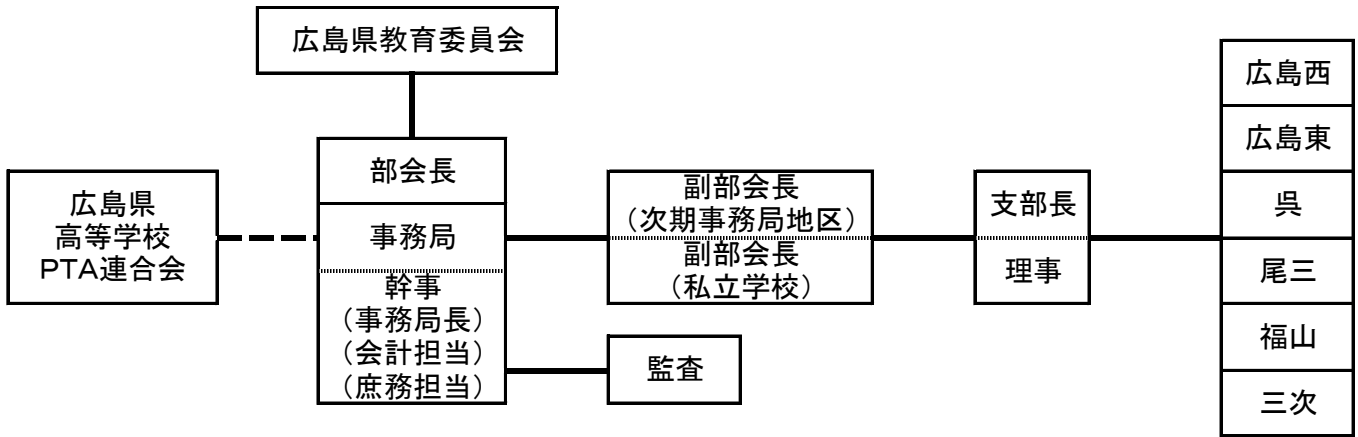 広島県教育委員会
部会長
事務局
幹事
（事務局長）
（会計担当）
（庶務担当）
広島県
高等学校
PTA連合会
副部会長
（次期事務局地区）
副部会長
（私立学校）
監査
支部長
理事
広島西
広島東
呉
尾三
福山
三次